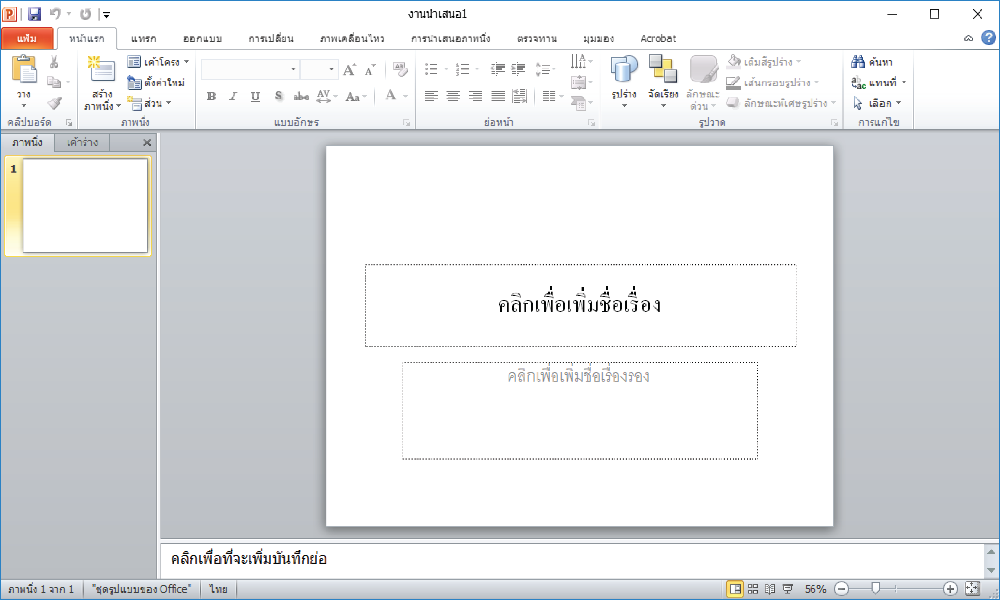 งานนำเสนอ1
แฟ้ม หน้าแรก แทรก ออกแบบ การเปลี่ยน ภาพเคลื่อนไหว การนำเสนอภาพนิ่ง ตรวจทาน มุมมอง Acrobat
วาง
สร้าง
ภาพนิ่ง
เค้าโครง
ตั้งค่าใหม่
ส่วน
รูปร่าง
จัดเรียง
ลักษณะ
ด่วน
เติมสีรูปร่าง
เส้นกรอบรูปร่าง
ลักษณะพิเศษรูปร่าง
ค้นหา
แทนที่
เลือก
คลิปบอร์ด ภาพนิ่ง แบบอักษร ย่อหน้า รูปวาด การแก้ไข
ภาพนิ่ง เค้าร่าง
1
คลิกเพื่อเพิ่มชื่อเรื่อง
คลิกเพื่อเพิ่มชื่อเรื่องรอง
คลิกเพื่อที่จะเพิ่มบันทึกย่อ
ภาพนิ่ง 1 จาก 1 "ชุดรูปแบบของ Office" ไทย 56%